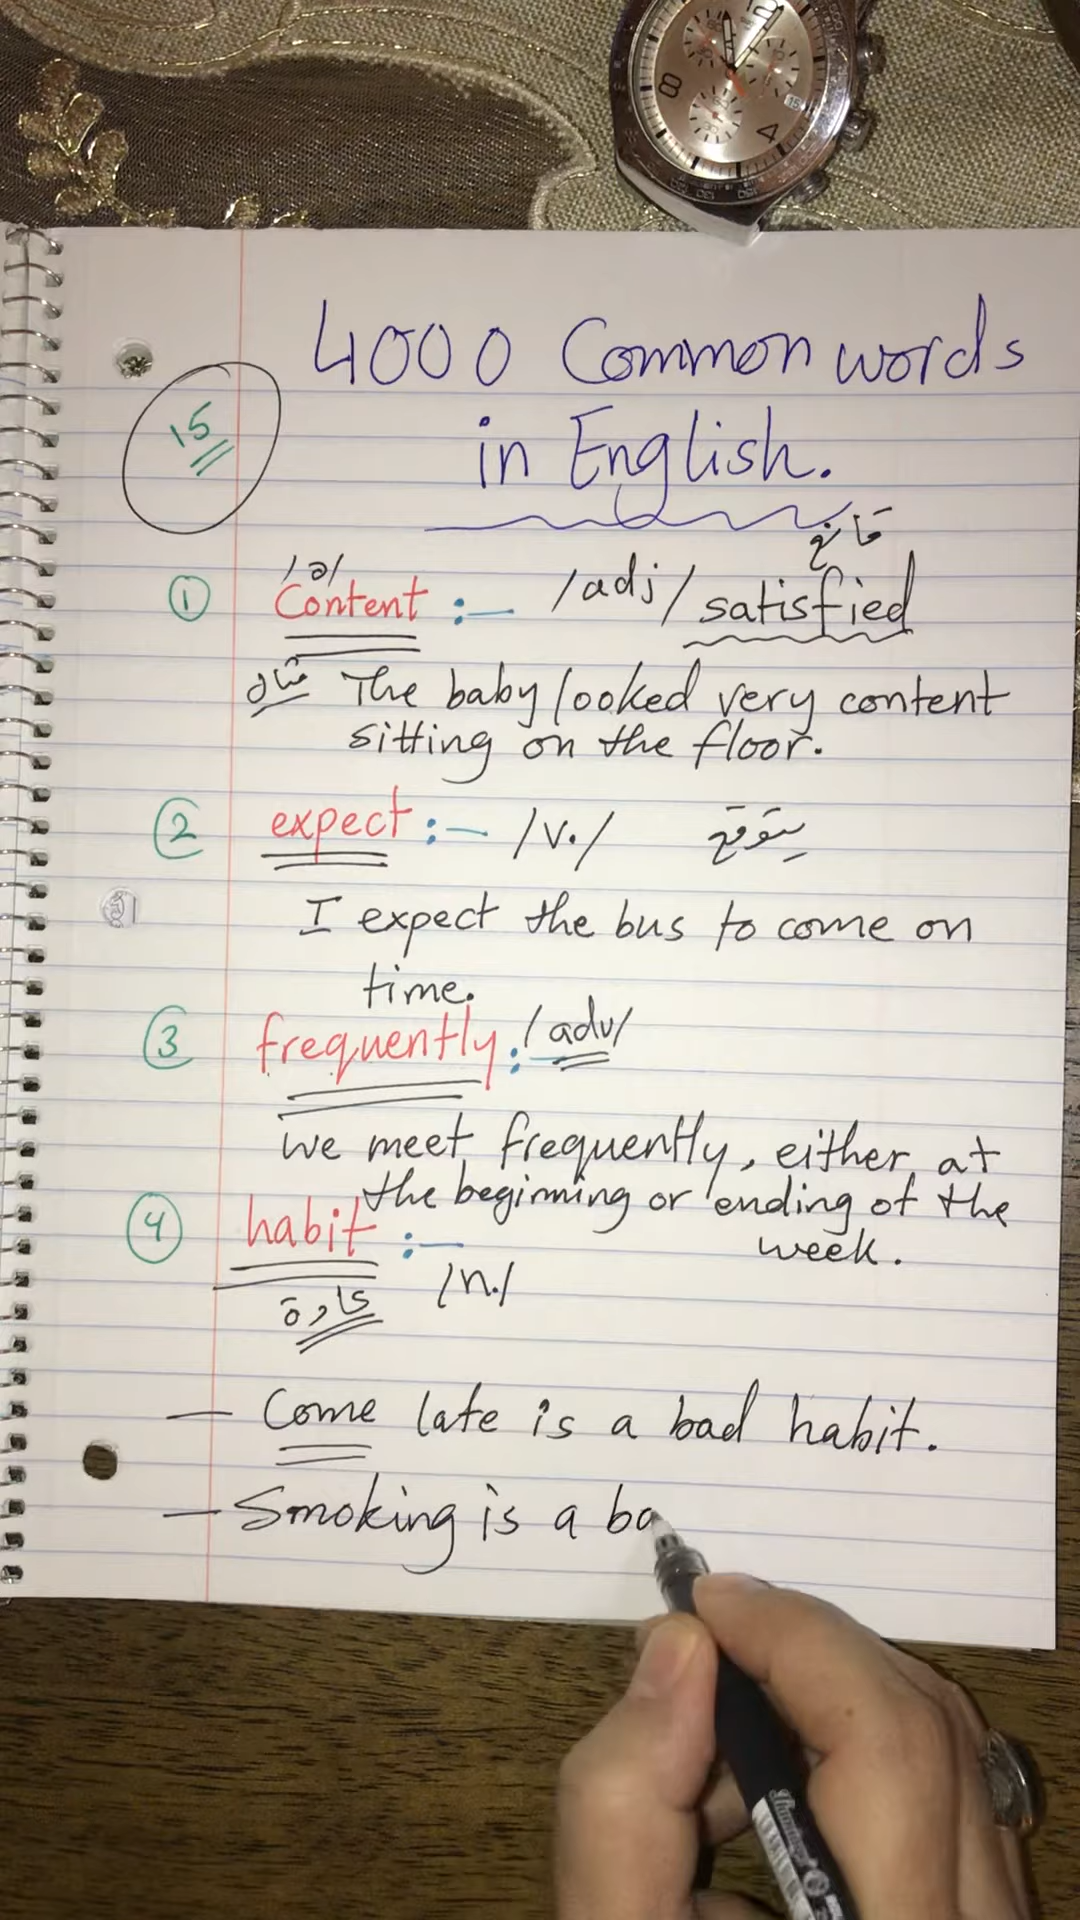 4000 Common words
in English.
15
قانع
/ə/
① Content :— /adj/ satisfied
مثال The baby looked very content
sitting on the floor.
② expect :— /v./ يتوقع
I expect the bus to come on
time.
③ frequently : /adv/
we meet frequently, either at
the beginning or ending of the
week.
④ habit :—
عادة /n./
— Come late is a bad habit.
— Smoking is a ba